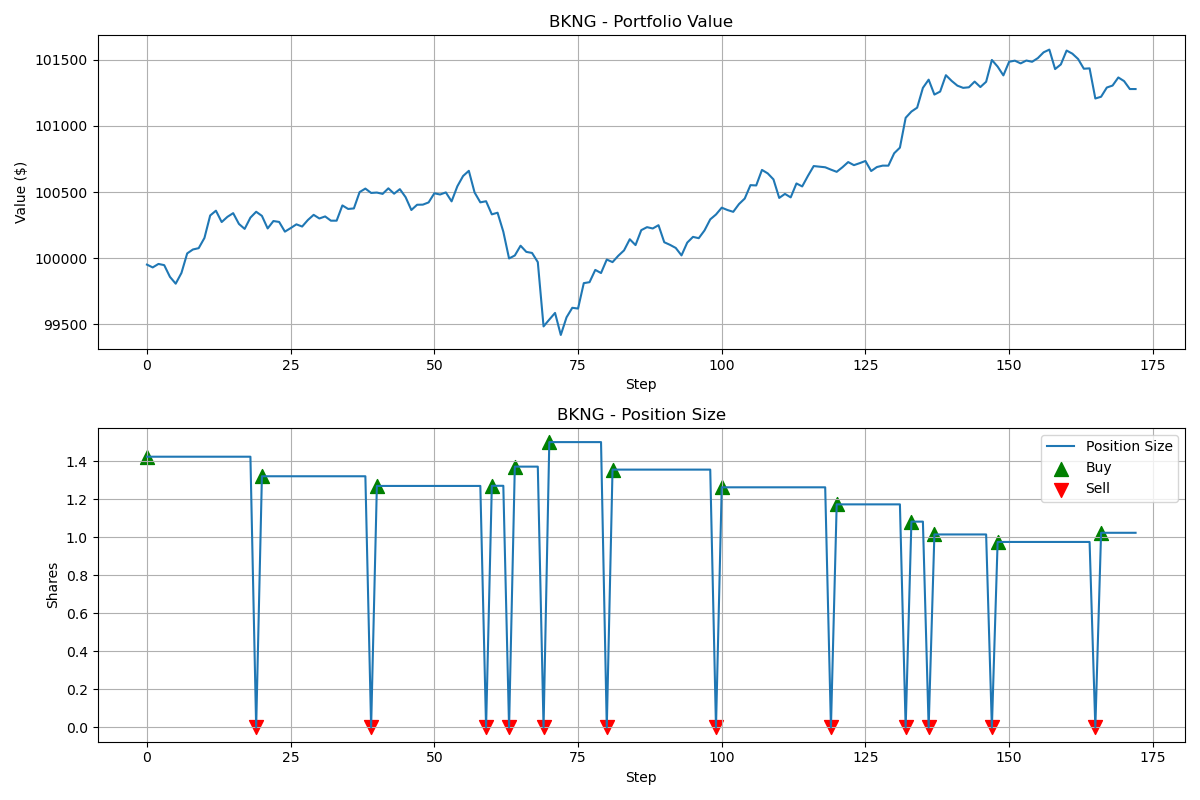 BKNG - Portfolio Value
Value ($)
101500
101000
100500
100000
99500
0 25 50 75 100 125 150 175
Step
BKNG - Position Size
Shares
1.4
1.2
1.0
0.8
0.6
0.4
0.2
0.0
Position Size
Buy
Sell
0 25 50 75 100 125 150 175
Step